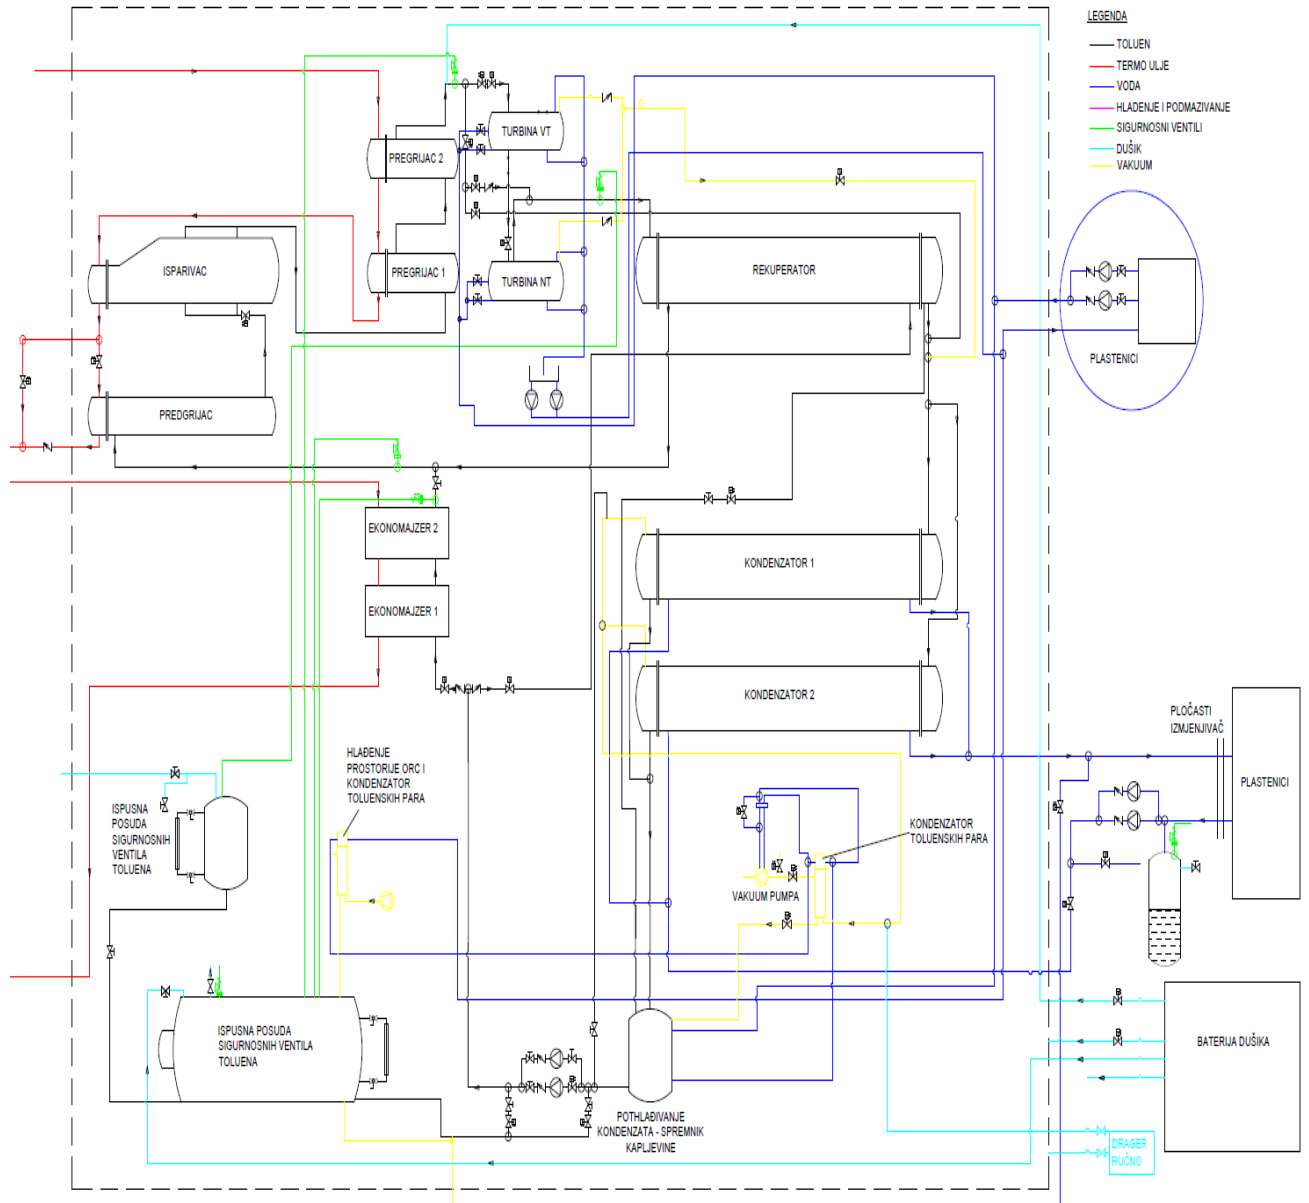 LEGENDA
TOLUEN
TERMO ULJE
VODA
HLAĐENJE I PODMAZIVANJE
SIGURNOSNI VENTILI
DUŠIK
VAKUUM
TURBINA VT
PREGRIJAC 2
ISPARIVAC
PREGRIJAC 1
TURBINA NT
REKUPERATOR
PLASTENICI
PREDGRIJAC
EKONOMAJZER 2
KONDENZATOR 1
EKONOMAJZER 1
KONDENZATOR 2
PLOČASTI
IZMJENJIVAČ
PLASTENICI
HLAĐENJE
PROSTORIJE ORC I
KONDENZATOR
TOLUENSKIH PARA
ISPUSNA
POSUDA
SIGURNOSNIH
VENTILA
TOLUENA
KONDENZATOR
TOLUENSKIH PARA
VAKUUM PUMPA
ISPUSNA POSUDA
SIGURNOSNIH VENTILA
TOLUENA
BATERIJA DUŠIKA
POTHLAĐIVANJE
KONDENZATA - SPREMNIK
KAPLJEVINE
DRAGER
RUČNO